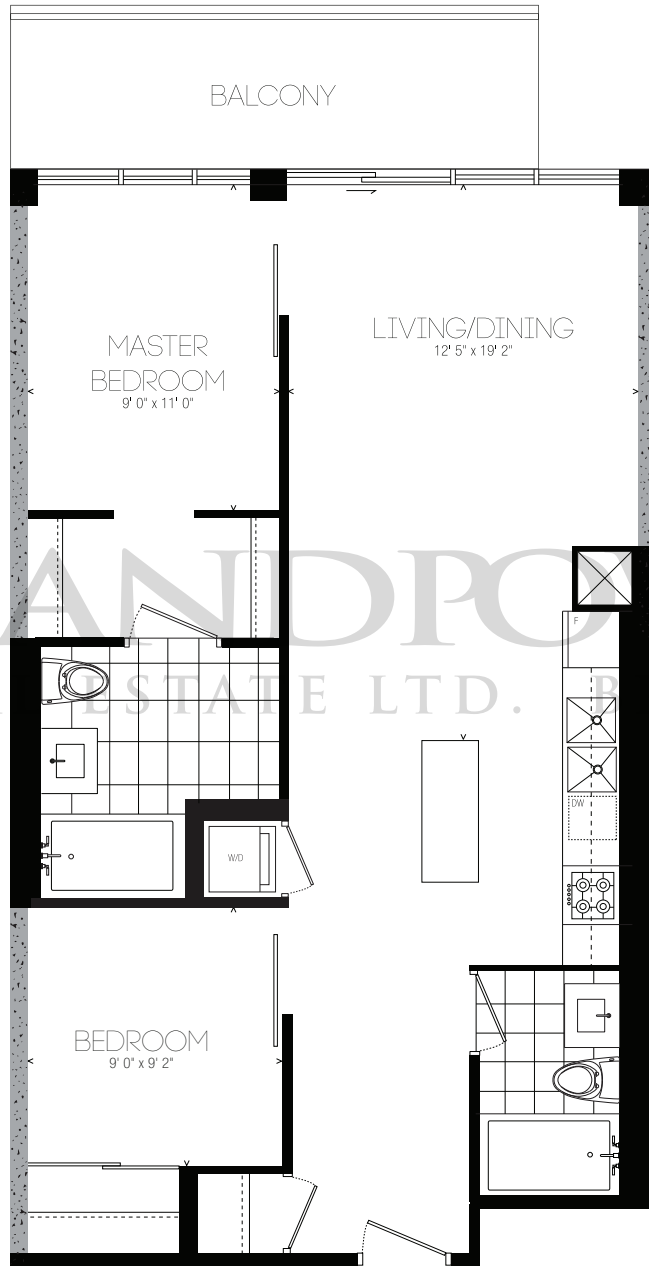 BALCONY
LIVING/DINING
12' 5" x 19' 2"
MASTER
BEDROOM
9' 0" x 11' 0"
ANDPO
F
ESTATE LTD. B
DW
W/D
BEDROOM
9' 0" x 9' 2"